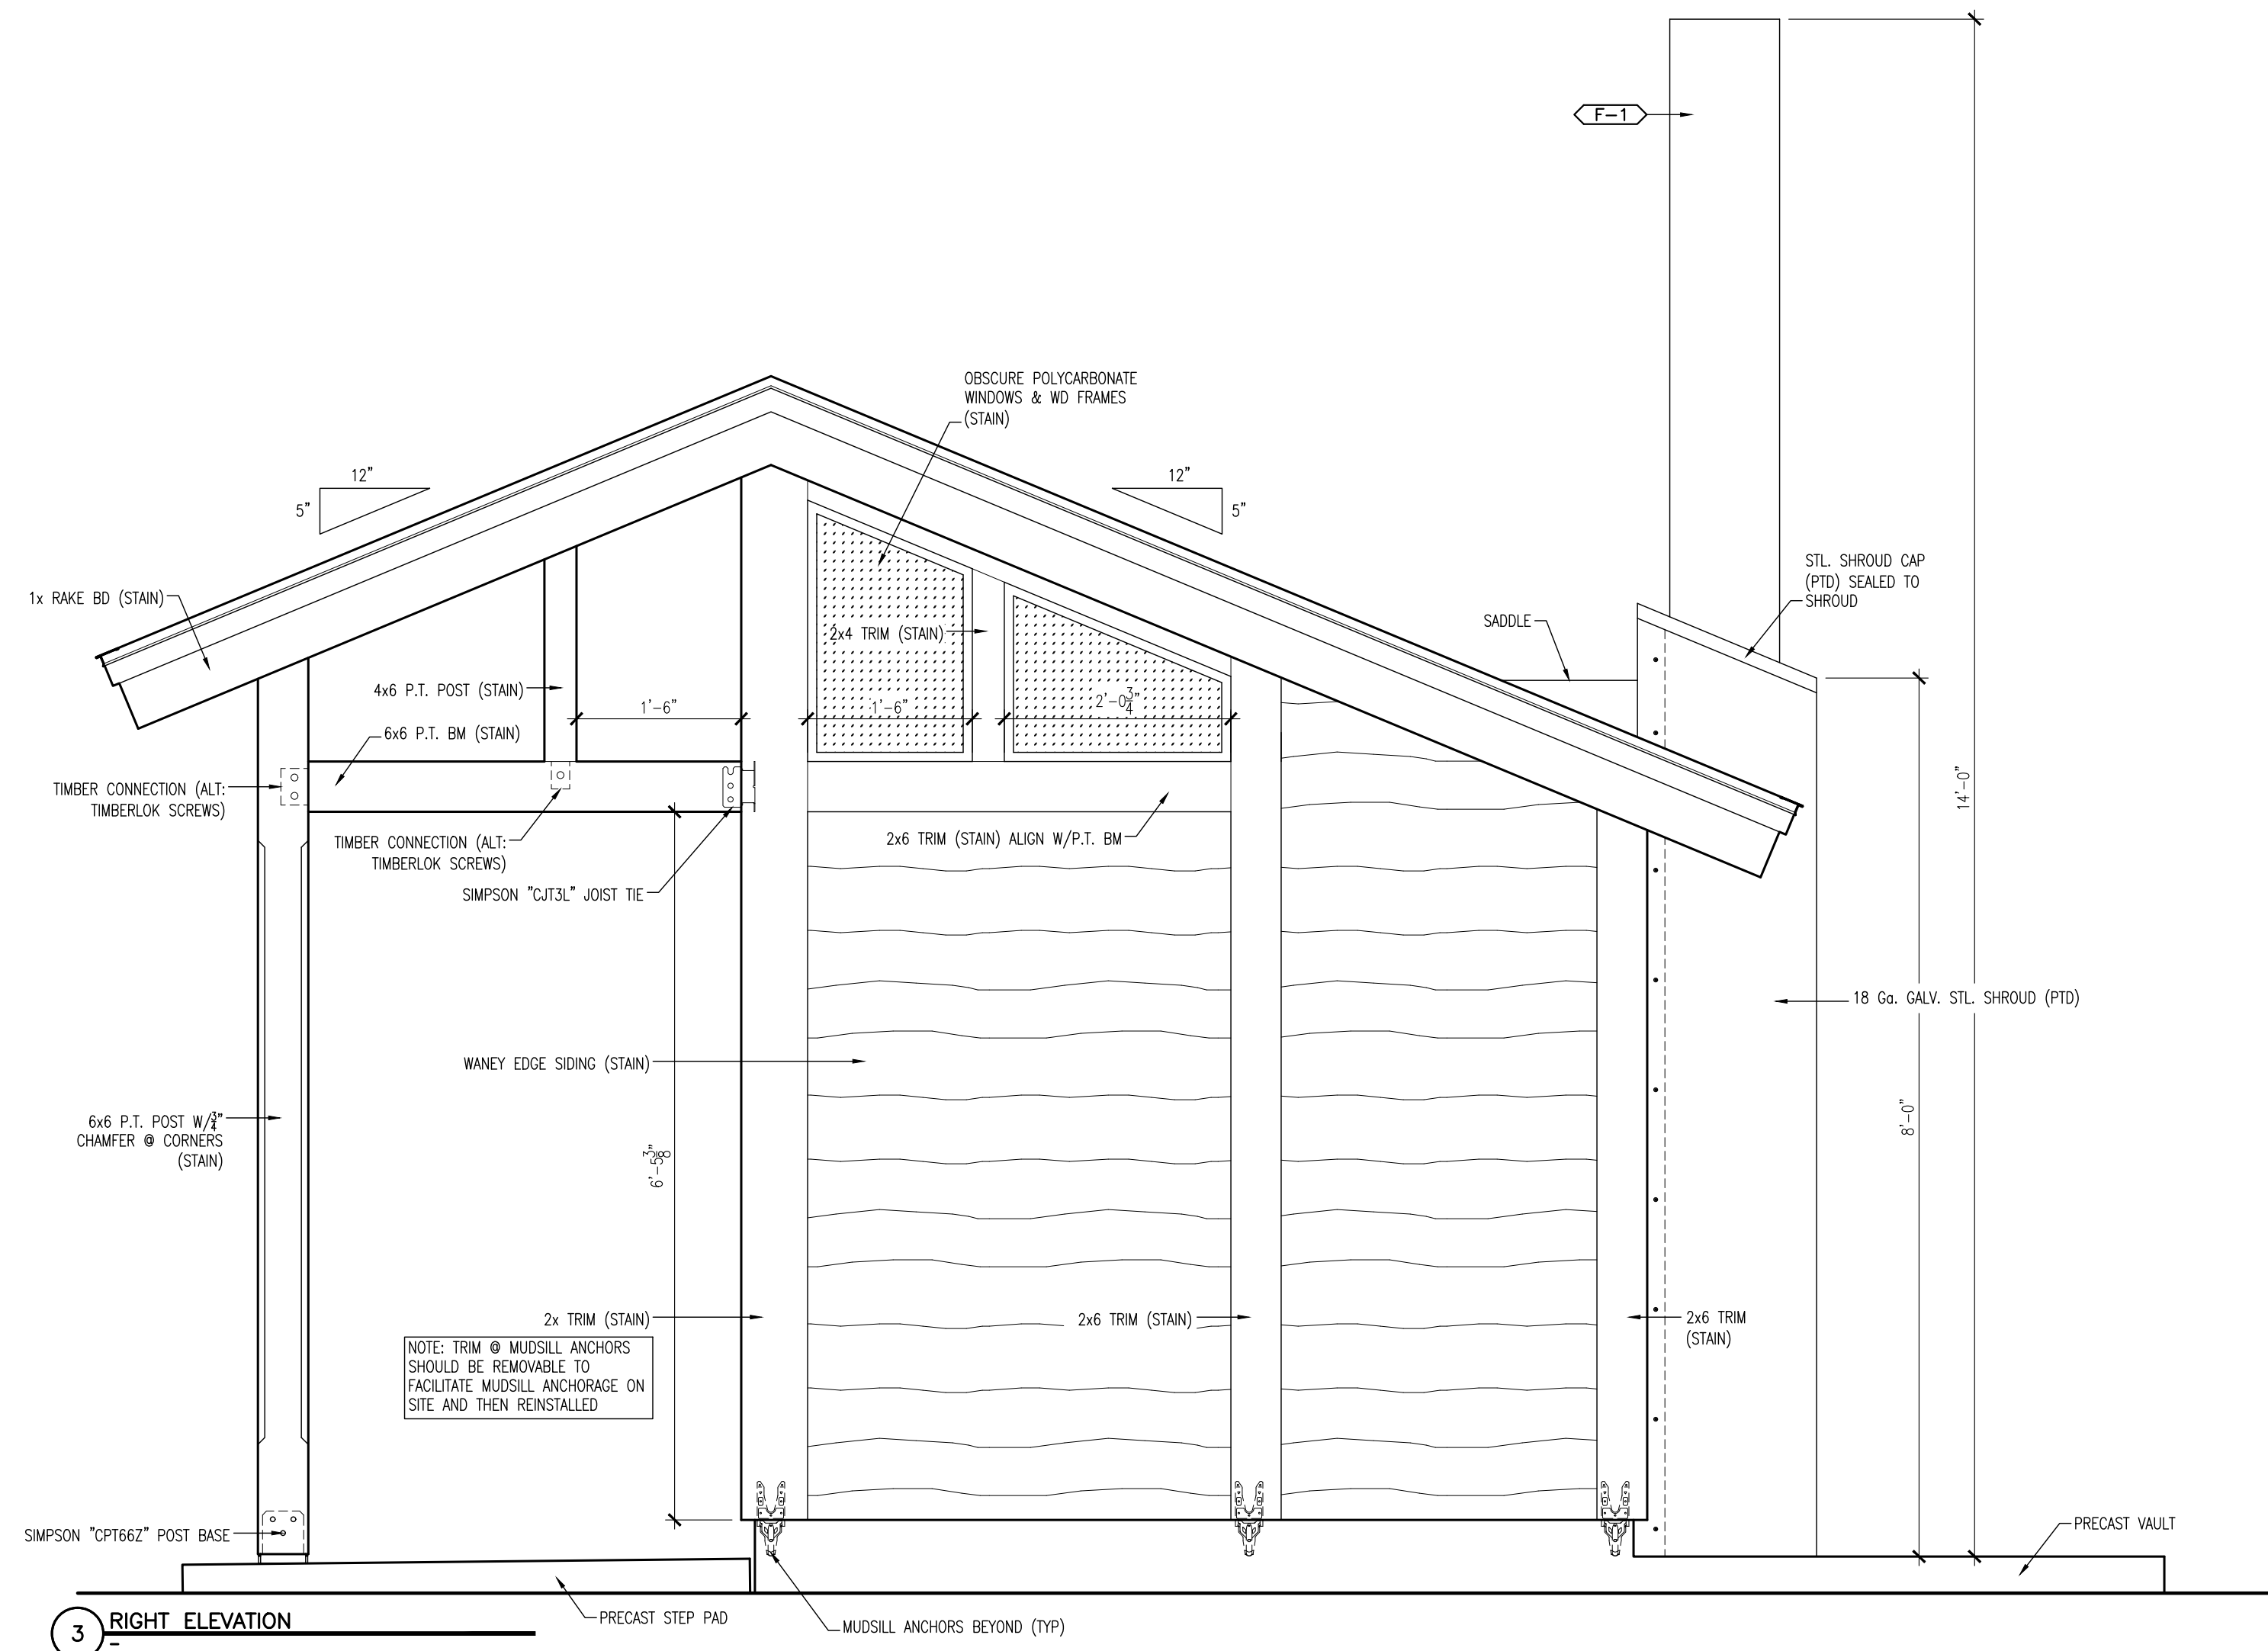 F-1
OBSCURE POLYCARBONATE
WINDOWS & WD FRAMES
(STAIN)
12"
5"
12"
5"
STL. SHROUD CAP
(PTD) SEALED TO
SHROUD
1x RAKE BD (STAIN)
SADDLE
2x4 TRIM (STAIN)
4x6 P.T. POST (STAIN)
1'-6"
1'-6"
2'-0 3/4"
6x6 P.T. BM (STAIN)
TIMBER CONNECTION (ALT:
TIMBERLOK SCREWS)
14'-0"
TIMBER CONNECTION (ALT:
TIMBERLOK SCREWS)
2x6 TRIM (STAIN) ALIGN W/P.T. BM
SIMPSON "CJT3L" JOIST TIE
18 Ga. GALV. STL. SHROUD (PTD)
WANEY EDGE SIDING (STAIN)
8'-0"
6x6 P.T. POST W/3/4"
CHAMFER @ CORNERS
(STAIN)
6'-5 3/8"
2x TRIM (STAIN)
2x6 TRIM (STAIN)
2x6 TRIM
(STAIN)
NOTE: TRIM @ MUDSILL ANCHORS
SHOULD BE REMOVABLE TO
FACILITATE MUDSILL ANCHORAGE ON
SITE AND THEN REINSTALLED
SIMPSON "CPT66Z" POST BASE
PRECAST VAULT
PRECAST STEP PAD
MUDSILL ANCHORS BEYOND (TYP)
3 RIGHT ELEVATION
-